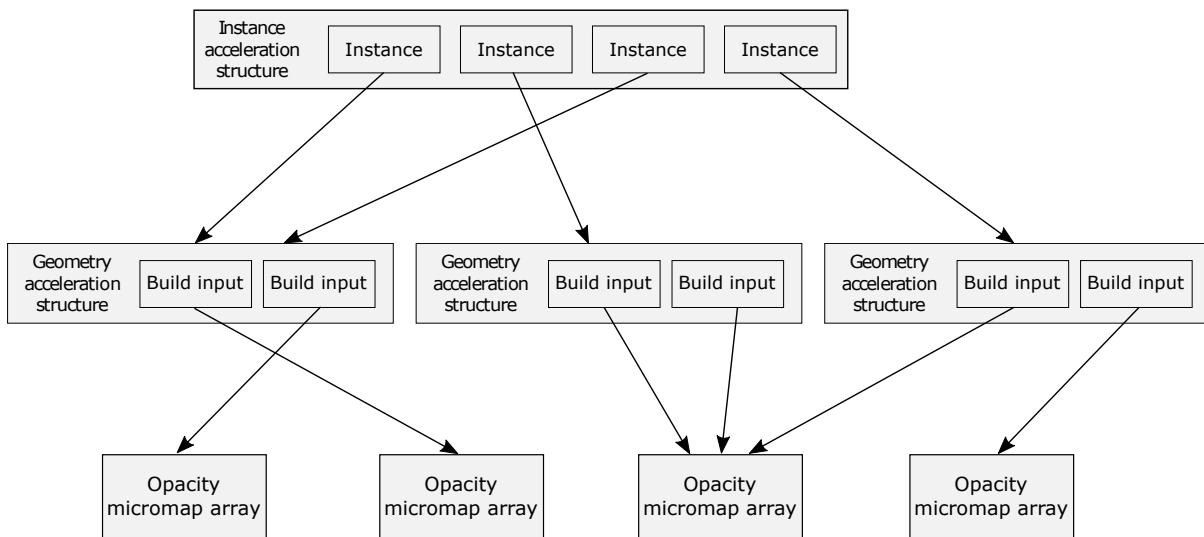 Instance
acceleration
structure
Instance
Instance
Instance
Instance
Geometry
acceleration
structure
Build input
Build input
Geometry
acceleration
structure
Build input
Build input
Geometry
acceleration
structure
Build input
Build input
Opacity
micromap array
Opacity
micromap array
Opacity
micromap array
Opacity
micromap array